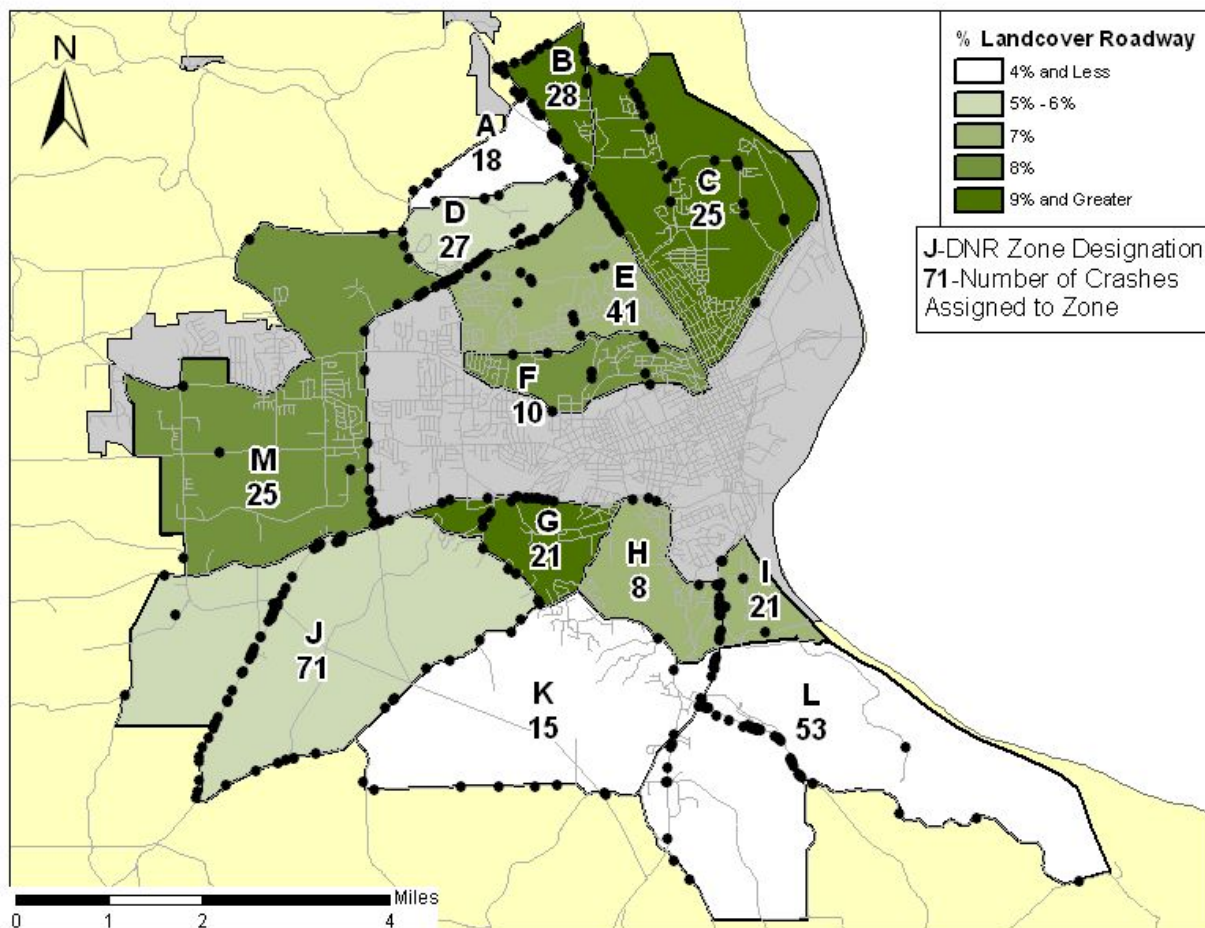 N
% Landcover Roadway
4% and Less
5% - 6%
7%
8%
9% and Greater
J-DNR Zone Designation
71-Number of Crashes
Assigned to Zone
B
28
A
18
C
25
D
27
E
41
F
10
M
25
G
21
H
8
I
21
J
71
K
15
L
53
Miles
0 1 2 4